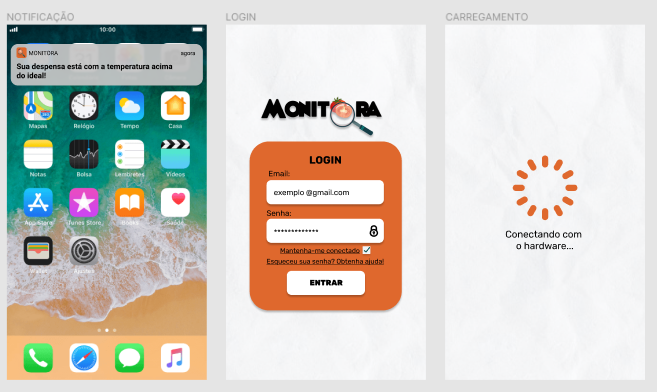 NOTIFICAÇÃO
10:00
MONITORA
agora
Sua despensa está com a temperatura acima
do ideal!
Mapas
Relógio
Tempo
Casa
Notas
Bolsa
Lembretes
Vídeos
App Store
iTunes Store
iBooks
Saúde
Wallet
Ajustes
LOGIN
MONITORA
LOGIN
Email:
exemplo @gmail.com
Senha:
*************
Mantenha-me conectado
Esqueceu sua senha? Obtenha ajuda!
ENTRAR
CARREGAMENTO
Conectando com
o hardware...